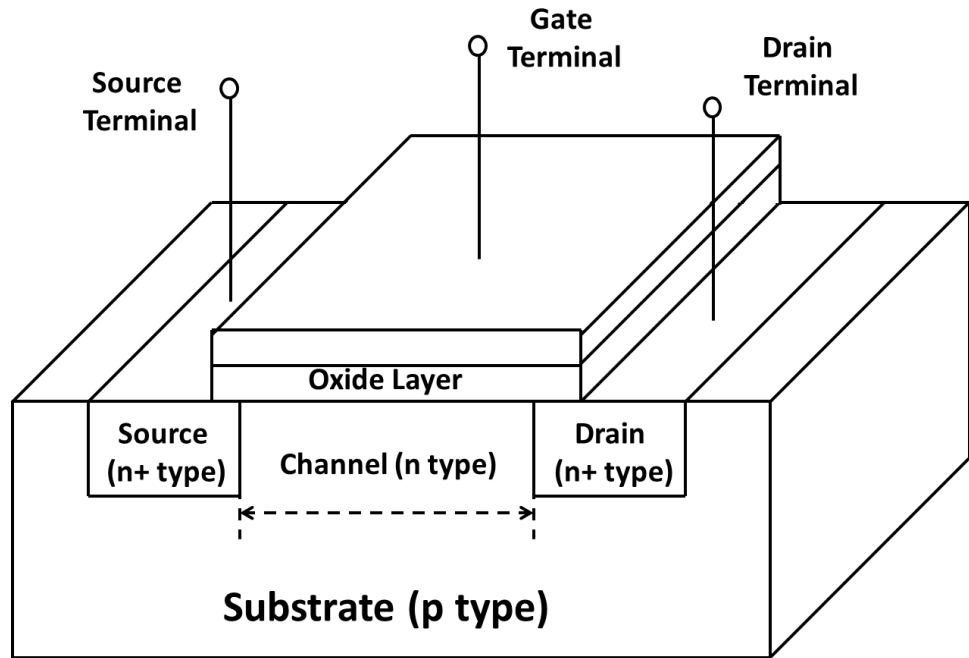 Gate
Terminal
Drain
Terminal
Source
Terminal
Oxide Layer
Source
(n+ type)
Channel (n type)
Drain
(n+ type)
Substrate (p type)